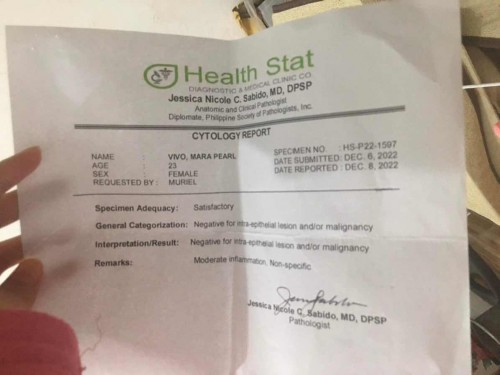 Health Stat
DIAGNOSTIC & MEDICAL CLINIC CO.
Jessica Nicole C. Sabido, MD, DPSP
Anatomic and Clinical Pathologist
Diplomate, Philippine Society of Pathologists, Inc.
CYTOLOGY REPORT
NAME : VIVO, MARA PEARL
AGE : 23
SEX : FEMALE
REQUESTED BY : MURIEL
SPECIMEN NO : HS-P22-1597
DATE SUBMITTED: DEC. 6, 2022
DATE REPORTED : DEC. 8, 2022
Specimen Adequacy: Satisfactory
General Categorization: Negative for intra-epithelial lesion and/or malignancy
Interpretation/Result: Negative for intra-epithelial lesion and/or malignancy
Remarks: Moderate inflammation, Non-specific
Jessica Nicole C. Sabido, MD, DPSP
Pathologist